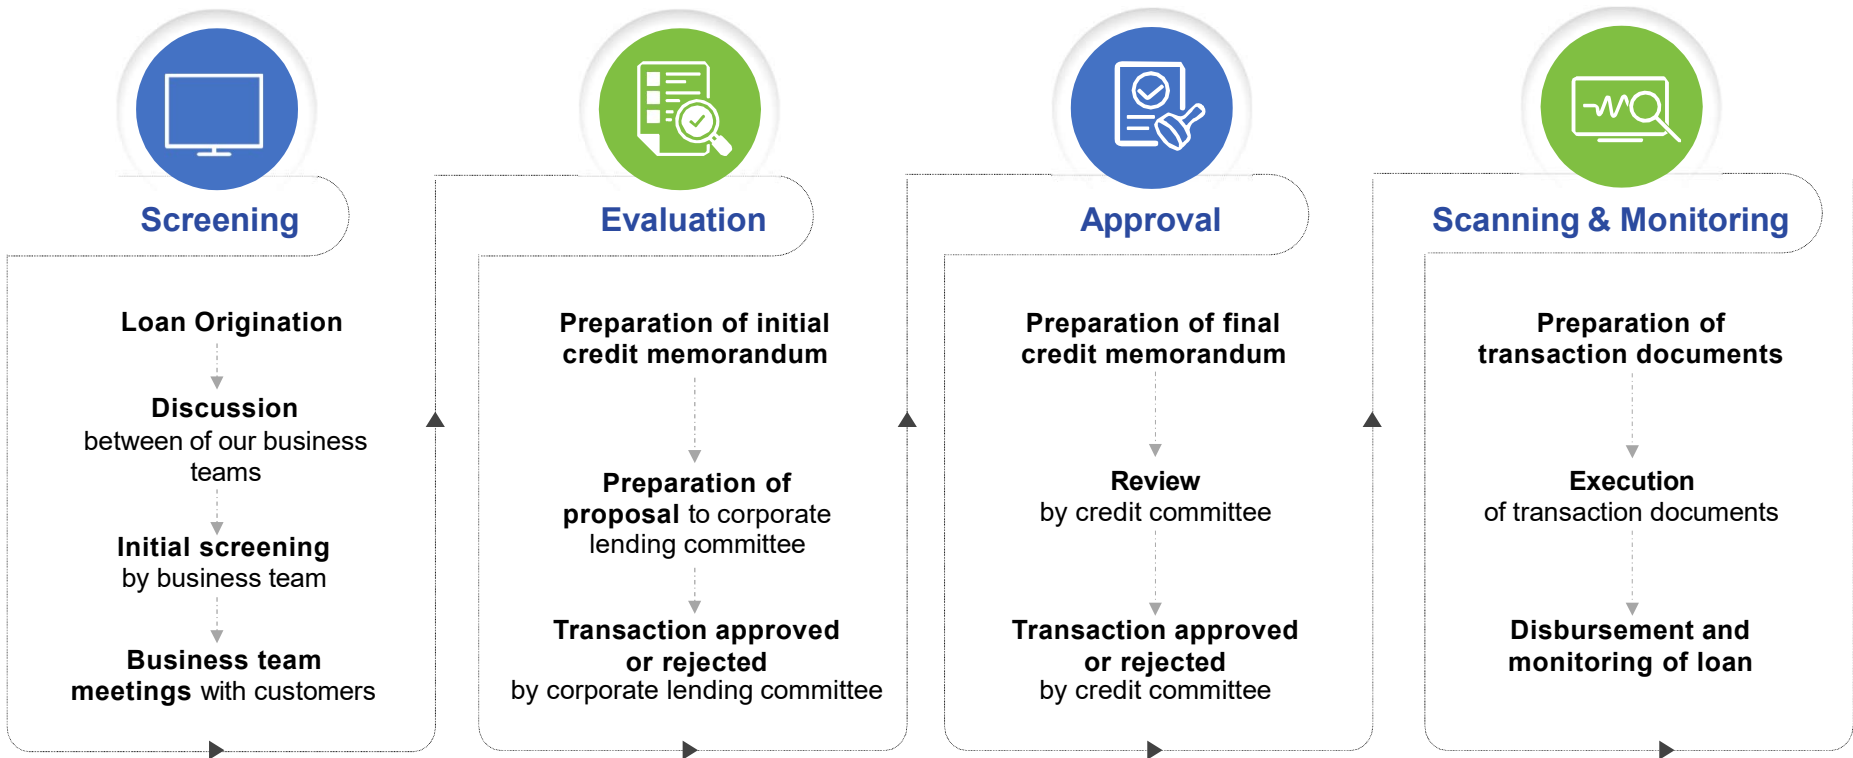 Screening
Loan Origination
Discussion
between of our business
teams
Initial screening
by business team
Business team
meetings with customers
Evaluation
Preparation of initial
credit memorandum
Preparation of
proposal to corporate
lending committee
Transaction approved
or rejected
by corporate lending committee
Approval
Preparation of final
credit memorandum
Review
by credit committee
Transaction approved
or rejected
by credit committee
Scanning & Monitoring
Preparation of
transaction documents
Execution
of transaction documents
Disbursement and
monitoring of loan